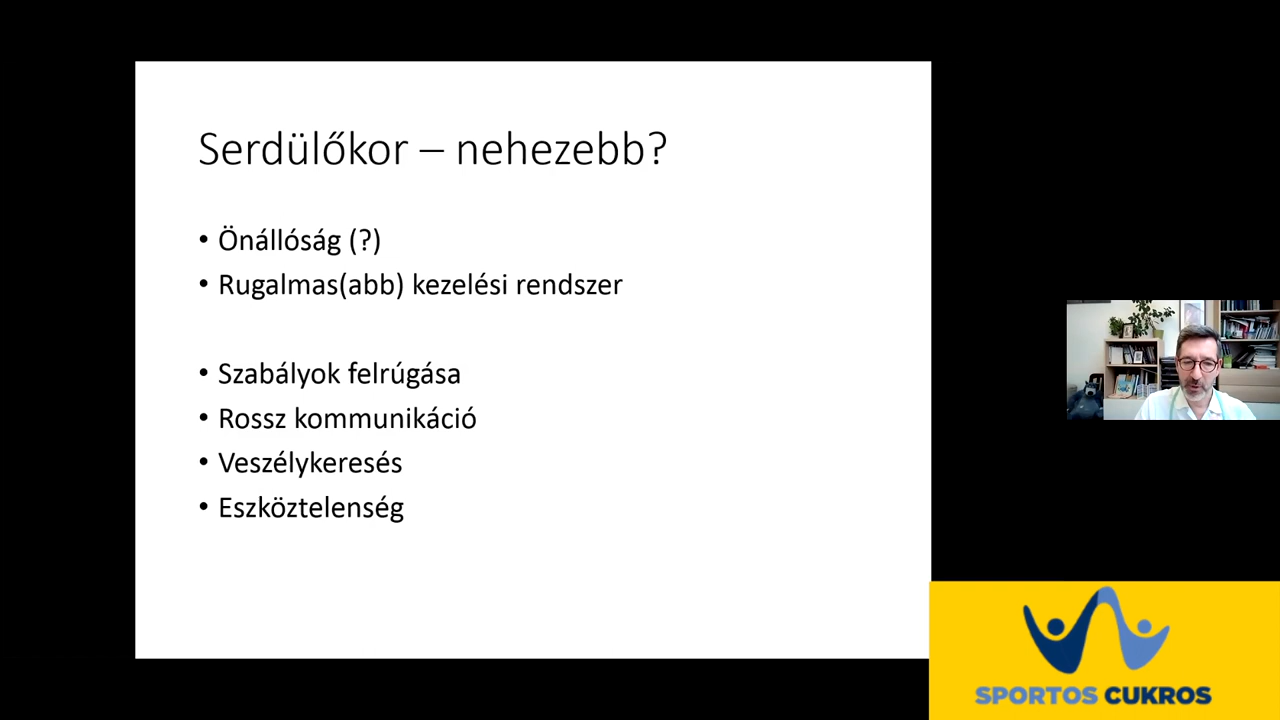 Serdülőkor – nehezebb?
• Önállóság (?)
• Rugalmas(abb) kezelési rendszer
• Szabályok felrúgása
• Rossz kommunikáció
• Veszélykeresés
• Eszköztelenség
SPORTOS CUKROS